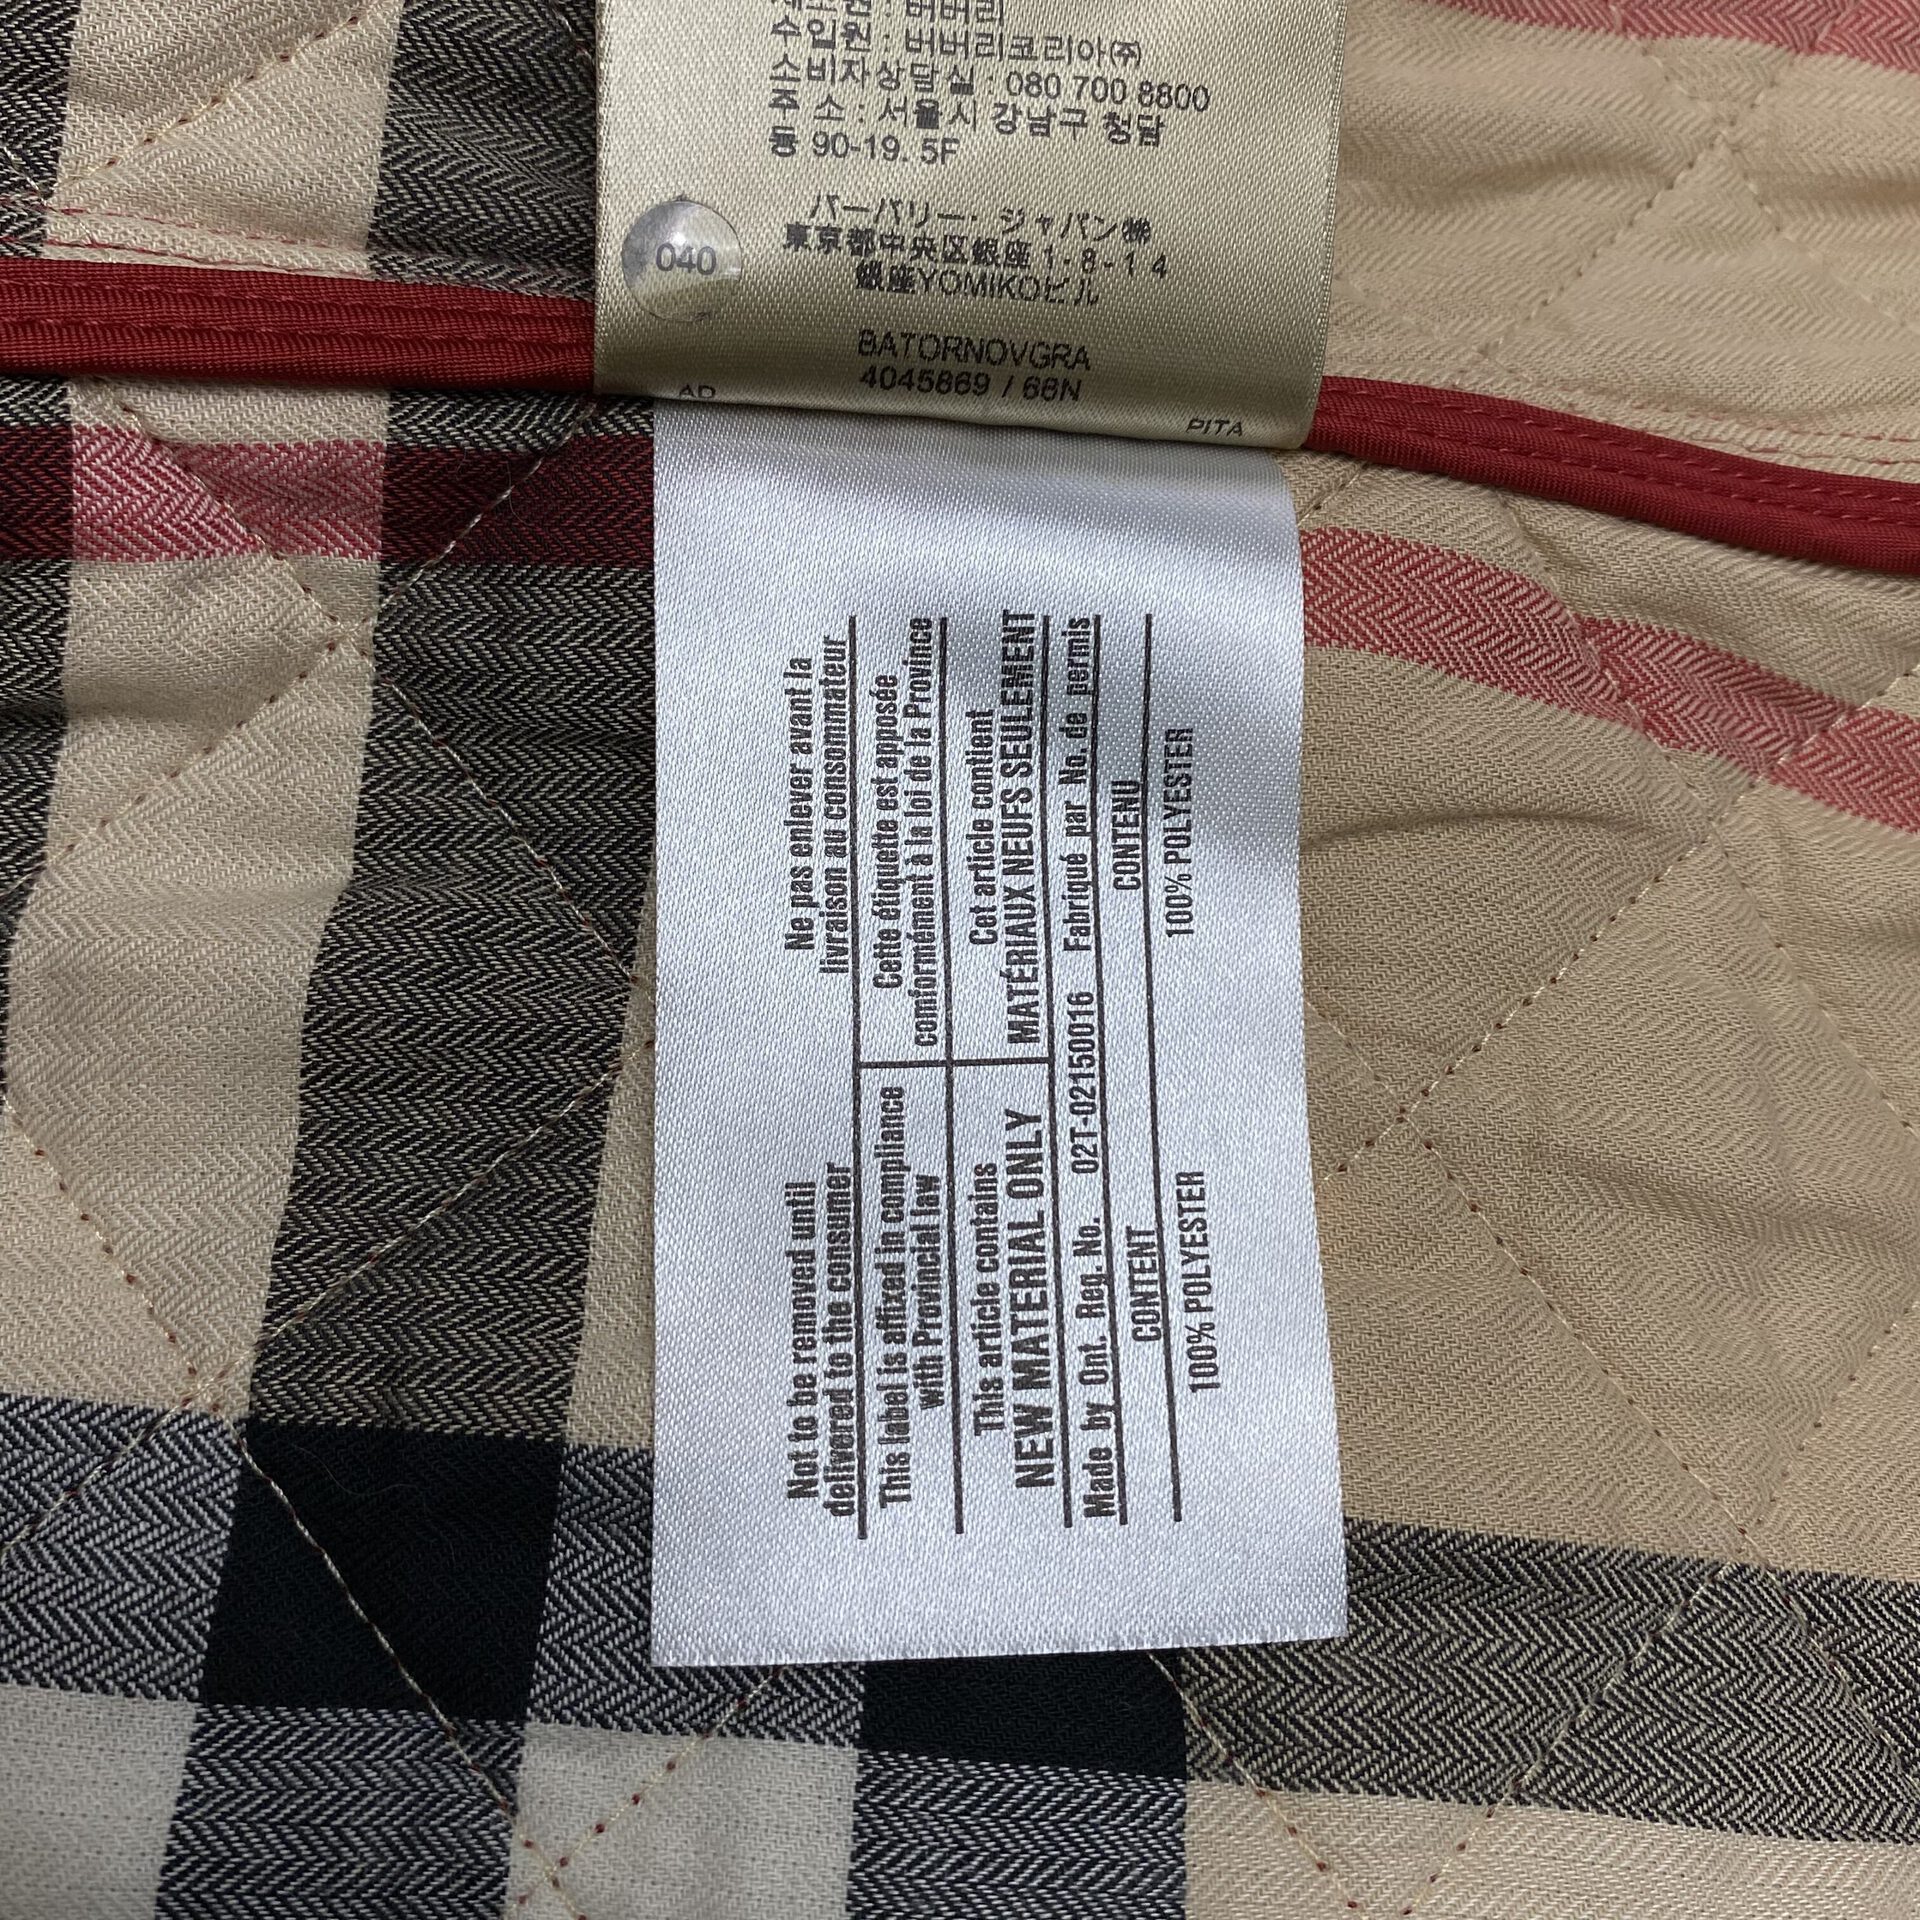 제조원 : 버버리
수입원 : 버버리코리아(주)
소비자상담실 : 080 700 8800
주 소 : 서울시 강남구 청담
동 90-19. 5F
バーバリー・ジャパン㈱
東京都中央区銀座1-8-14
銀座YOMIKOビル
040
BATORNOVGRA
4045869 / 66N
AD
PITA
Not to be removed until
delivered to the consumer
This label is affixed in compliance
with Provincial law
This article contains
NEW MATERIAL ONLY
Ne pas enlever avant la
livraison au consommateur
Cette étiquette est apposée
conformément à la loi de la Province
Cet article contient
MATÉRIAUX NEUFS SEULEMENT
Made by Ont. Reg. No. 02T-02150016 Fabriqué par No. de permis
CONTENT CONTENU
100% POLYESTER 100% POLYESTER